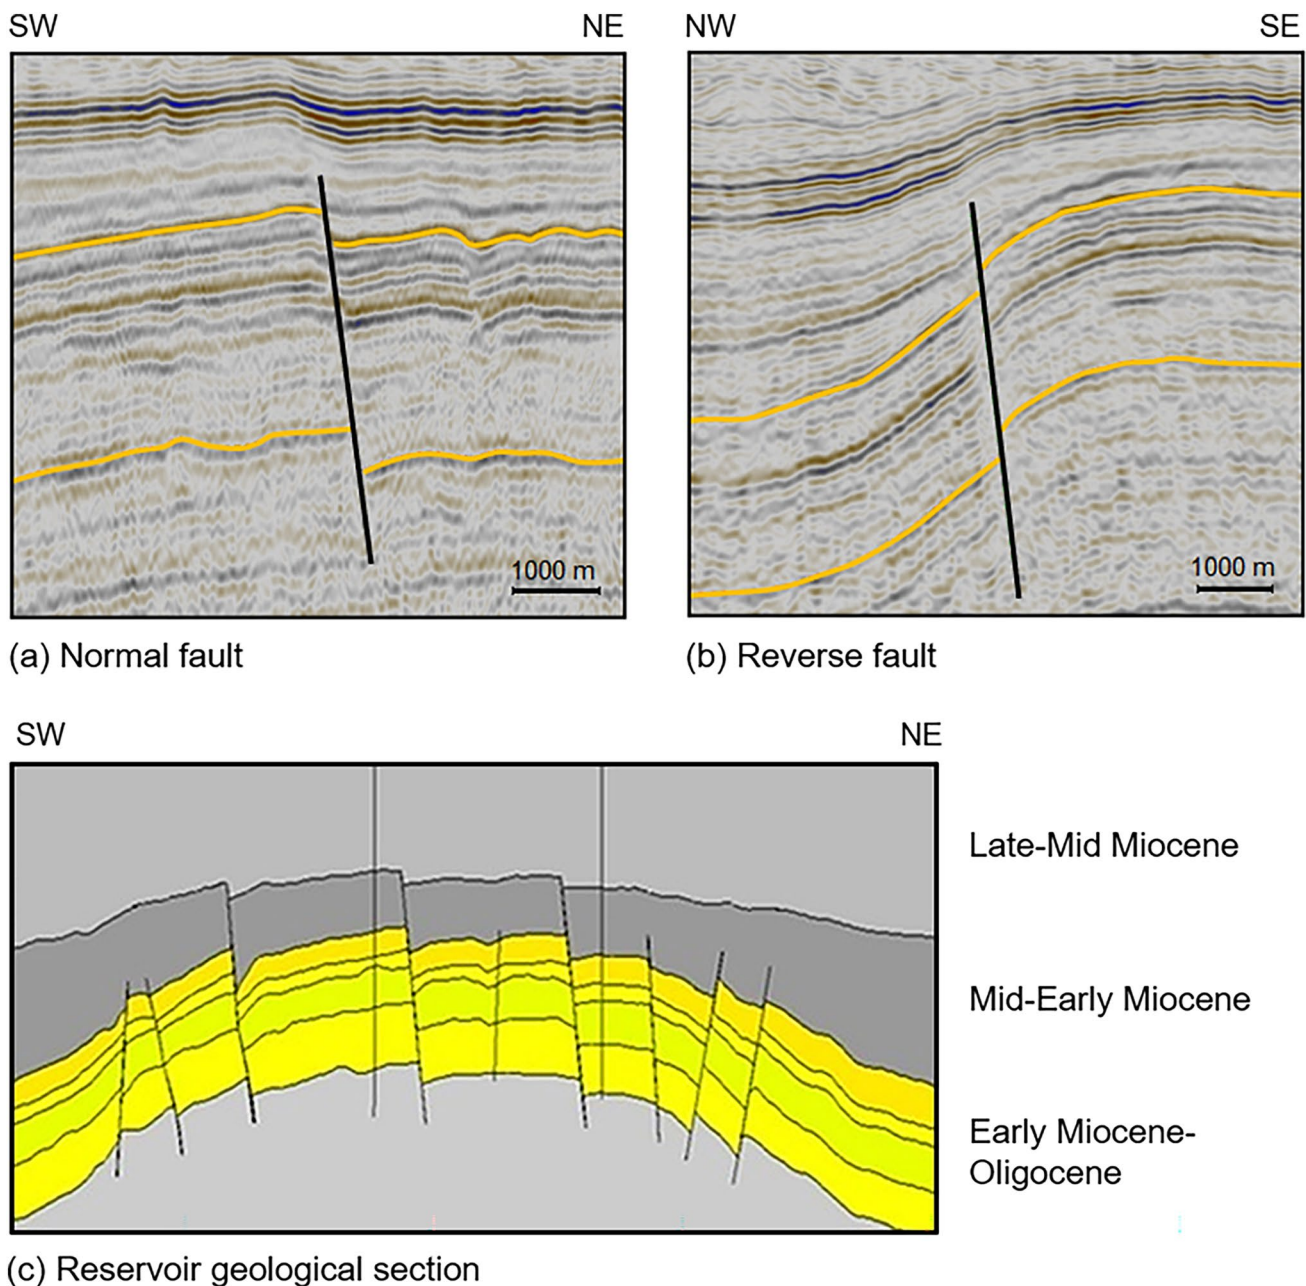 SW NE NW SE
1000 m 1000 m
(a) Normal fault (b) Reverse fault
SW NE
Late-Mid Miocene
Mid-Early Miocene
Early Miocene-
Oligocene
(c) Reservoir geological section